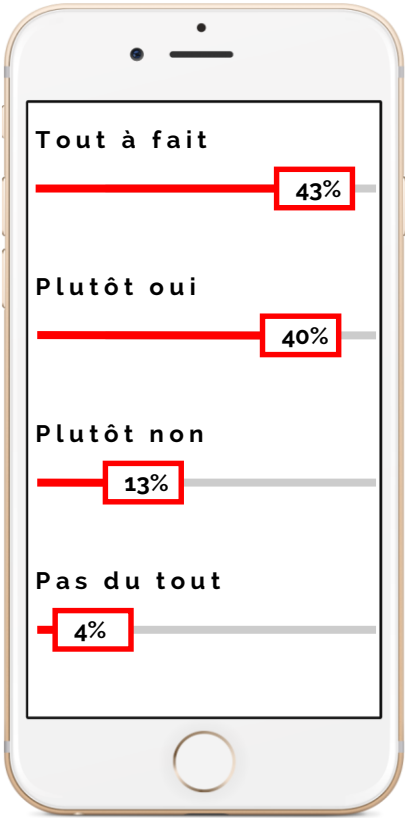 Tout à fait
43%
Plutôt oui
40%
Plutôt non
13%
Pas du tout
4%